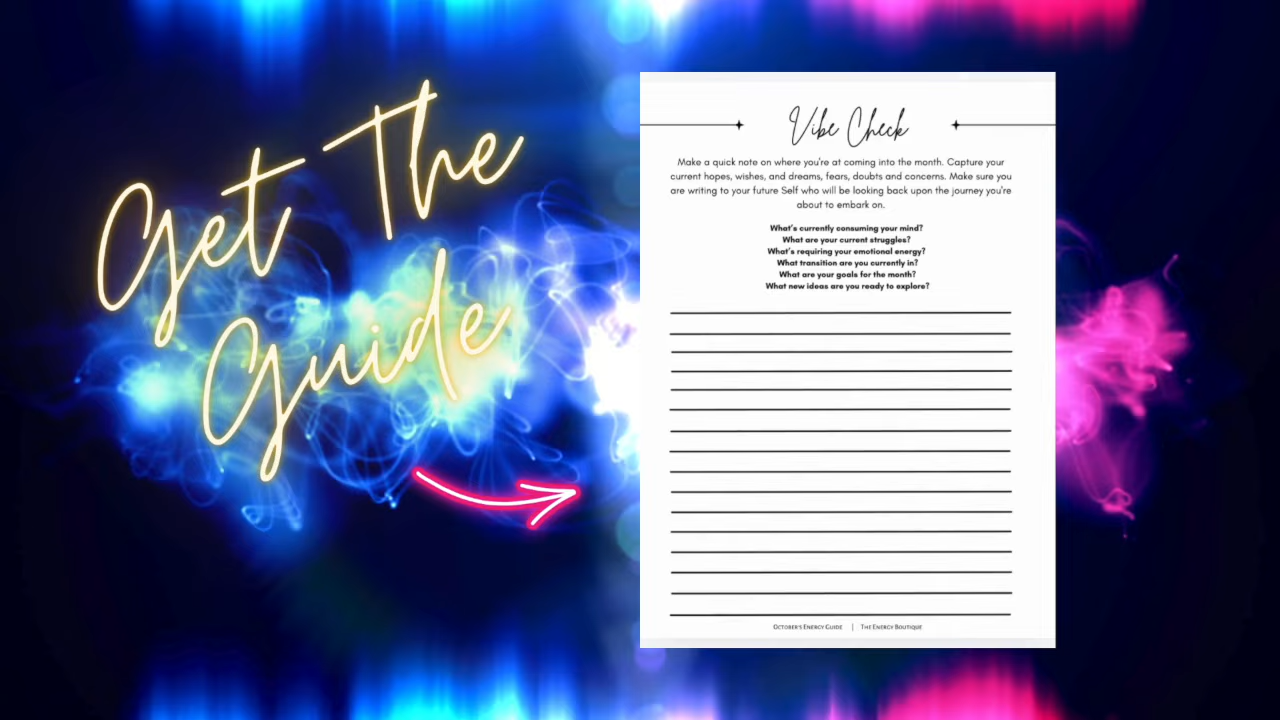 Get The
Guide
Vibe Check
Make a quick note on where you're at coming into the month. Capture your
current hopes, wishes, and dreams, fears, doubts and concerns. Make sure you
are writing to your future Self who will be looking back upon the journey you're
about to embark on.
What's currently consuming your mind?
What are your current struggles?
What's requiring your emotional energy?
What transition are you currently in?
What are your goals for the month?
What new ideas are you ready to explore?
October's Energy Guide | The Energy Boutique